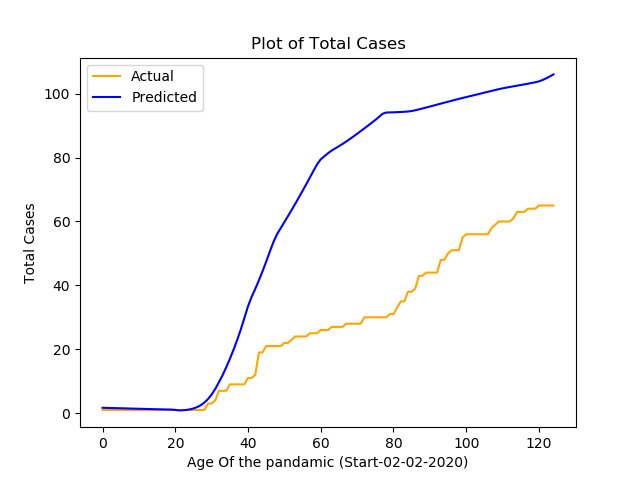 Plot of Total Cases
Actual
Predicted
Total Cases
100
80
60
40
20
0
0 20 40 60 80 100 120
Age Of the pandamic (Start-02-02-2020)